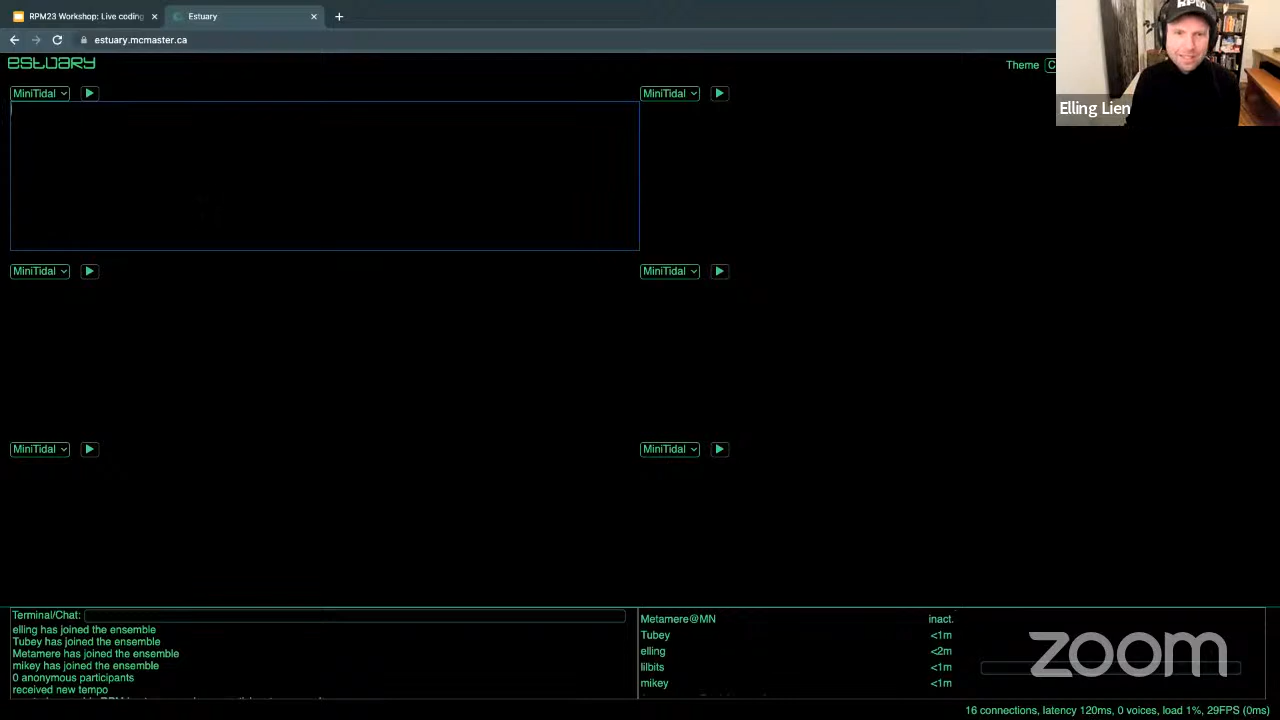 RPM23 Workshop: Live coding
Estuary
estuary.mcmaster.ca
estuary
Theme
RPM
Elling Lien
MiniTidal
MiniTidal
MiniTidal
MiniTidal
MiniTidal
MiniTidal
Terminal/Chat:
elling has joined the ensemble
Tubey has joined the ensemble
Metamere has joined the ensemble
mikey has joined the ensemble
0 anonymous participants
received new tempo
Metamere@MN inact.
Tubey <1m
elling <2m
lilbits <1m
mikey <1m
zoom
16 connections, latency 120ms, 0 voices, load 1%, 29FPS (0ms)